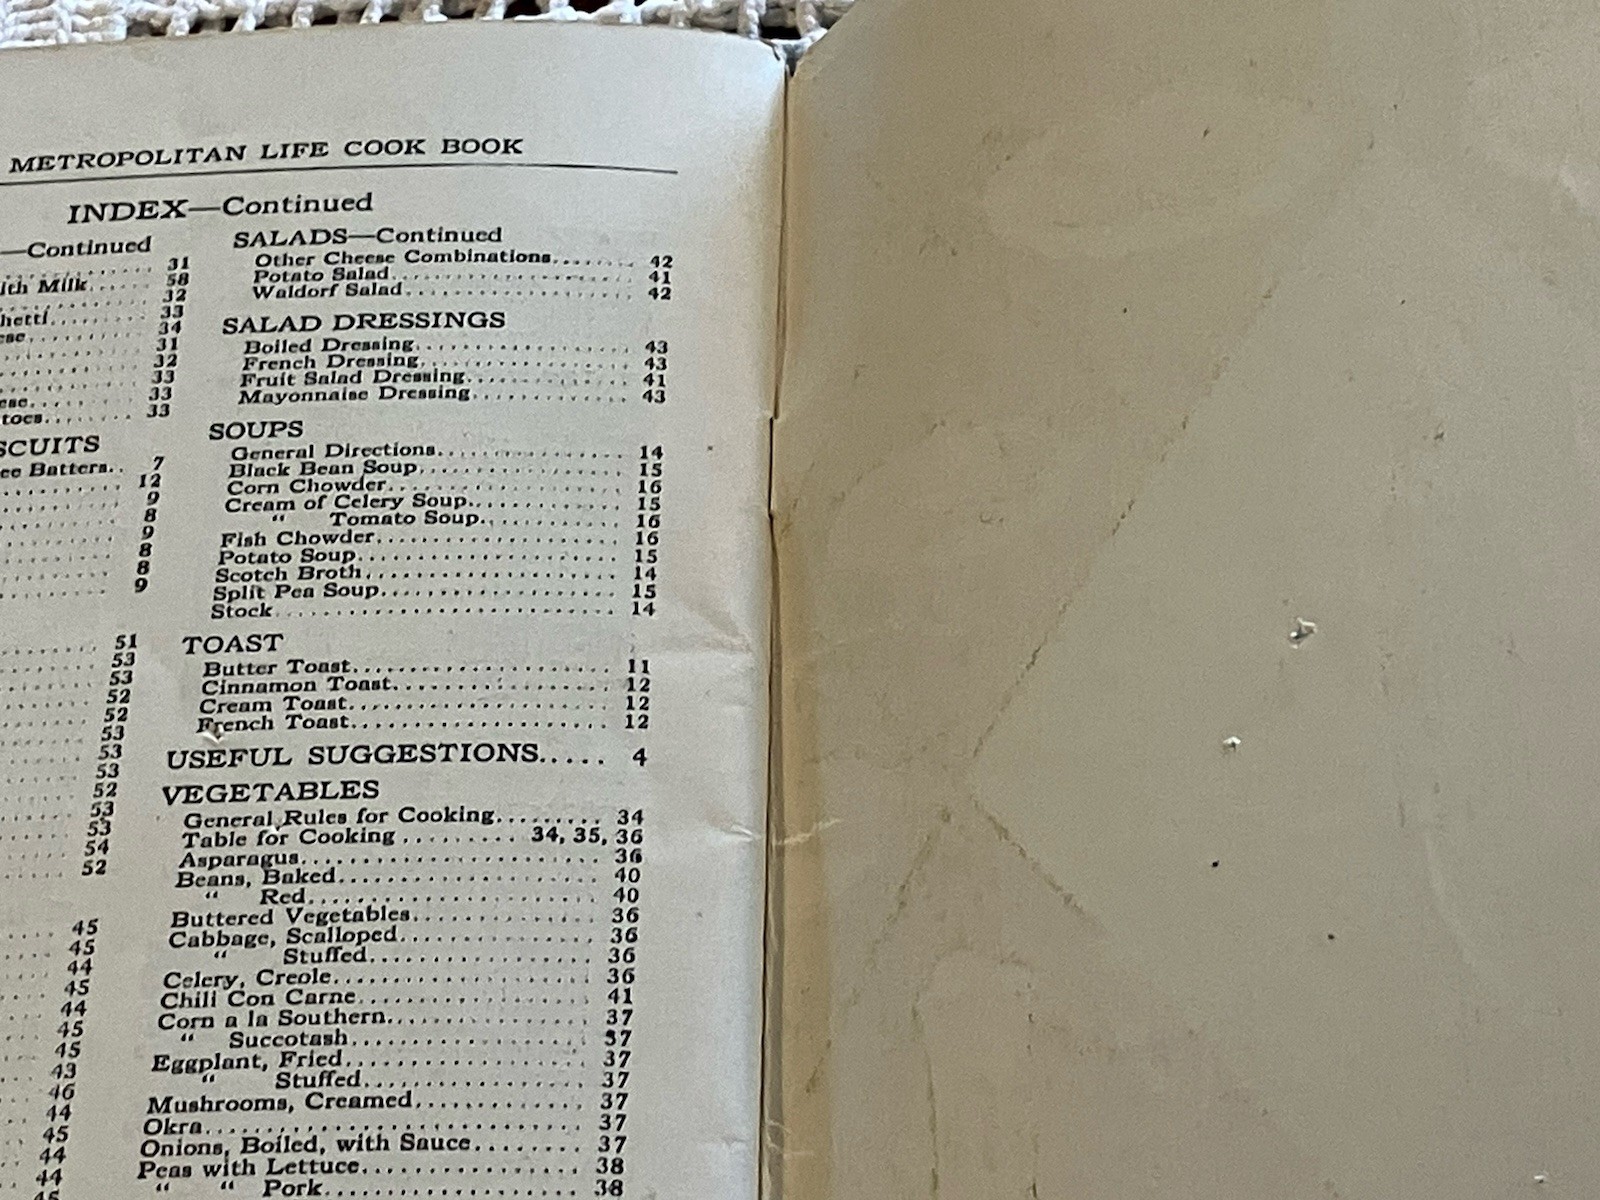 METROPOLITAN LIFE COOK BOOK
INDEX—Continued
—Continued
31
ith Milk...... 58
32
hetti........ 33
34
31
32
33
33
33
SCUITS
ee Batters.. 7
12
9
8
9
8
8
9
51
53
53
52
52
53
53
53
52
53
53
54
52
45
45
44
45
44
45
45
43
46
44
45
44
44
45
SALADS—Continued
Other Cheese Combinations....... 42
Potato Salad........ 41
Waldorf Salad........ 42
SALAD DRESSINGS
Boiled Dressing........ 43
French Dressing........ 43
Fruit Salad Dressing........ 41
Mayonnaise Dressing........ 43
SOUPS
General Directions........ 14
Black Bean Soup........ 15
Corn Chowder........ 16
Cream of Celery Soup........ 15
“ Tomato Soup........ 16
Fish Chowder........ 16
Potato Soup........ 15
Scotch Broth........ 14
Split Pea Soup........ 15
Stock........ 14
TOAST
Butter Toast........ 11
Cinnamon Toast........ 12
Cream Toast........ 12
French Toast........ 12
USEFUL SUGGESTIONS..... 4
VEGETABLES
General Rules for Cooking......... 34
Table for Cooking ......... 34, 35, 36
Asparagus........ 36
Beans, Baked........ 40
“ Red........ 40
Buttered Vegetables........ 36
Cabbage, Scalloped........ 36
“ Stuffed........ 36
Celery, Creole........ 36
Chili Con Carne........ 41
Corn a la Southern........ 37
“ Succotash........ 37
Eggplant, Fried........ 37
“ Stuffed........ 37
Mushrooms, Creamed........ 37
Okra........ 37
Onions, Boiled, with Sauce........ 37
Peas with Lettuce........ 38
“ “ Pork........ 38